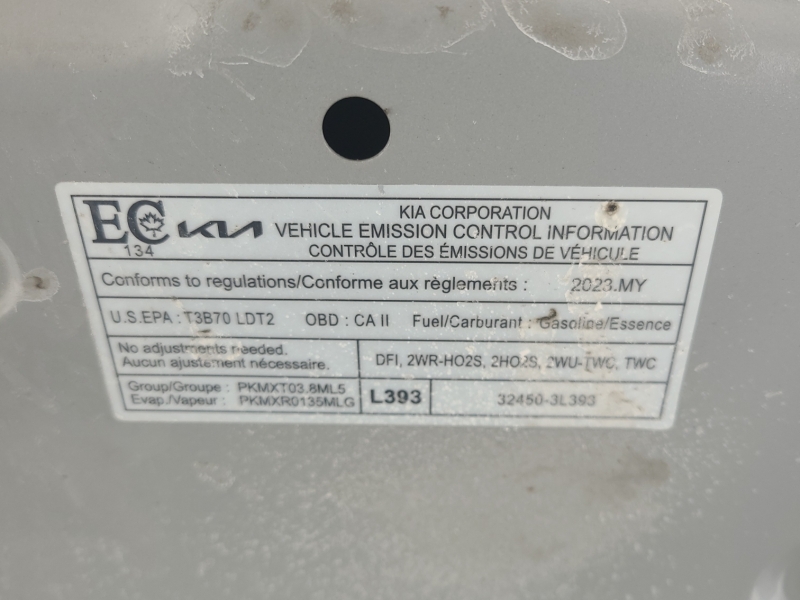 EC KIA KIA CORPORATION
134 VEHICLE EMISSION CONTROL INFORMATION
CONTRÔLE DES ÉMISSIONS DE VÉHICULE
Conforms to regulations/Conforme aux règlements : 2023.MY
U.S.EPA : T3B70 LDT2 OBD : CA II Fuel/Carburant : Gasoline/Essence
No adjustments needed.
Aucun ajustement nécessaire.
DFI, 2WR-HO2S, 2HO2S, 2WU-TWC, TWC
Group/Groupe : PKMXT03.8ML5
Evap./Vapeur : PKMXR0135MLG
L393 32450-3L393